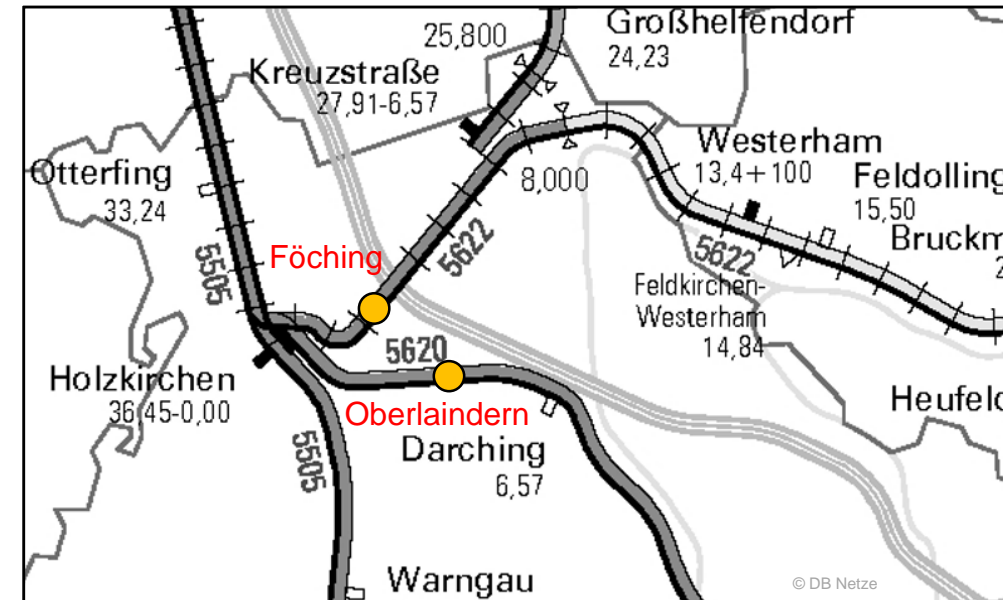 25,800
Großhelfendorf
24,23
Kreuzstraße
27,91-6,57
Westerham
13,4+100
Otterfing
33,24
8,000
Feldolling
15,50
5505
Föching
5622
5622
Bruckm
2
Feldkirchen-
Westerham
14,84
5620
Holzkirchen
36,45-0,00
Oberlaindern
Heufeld
5505
Darching
6,57
Warngau
© DB Netze